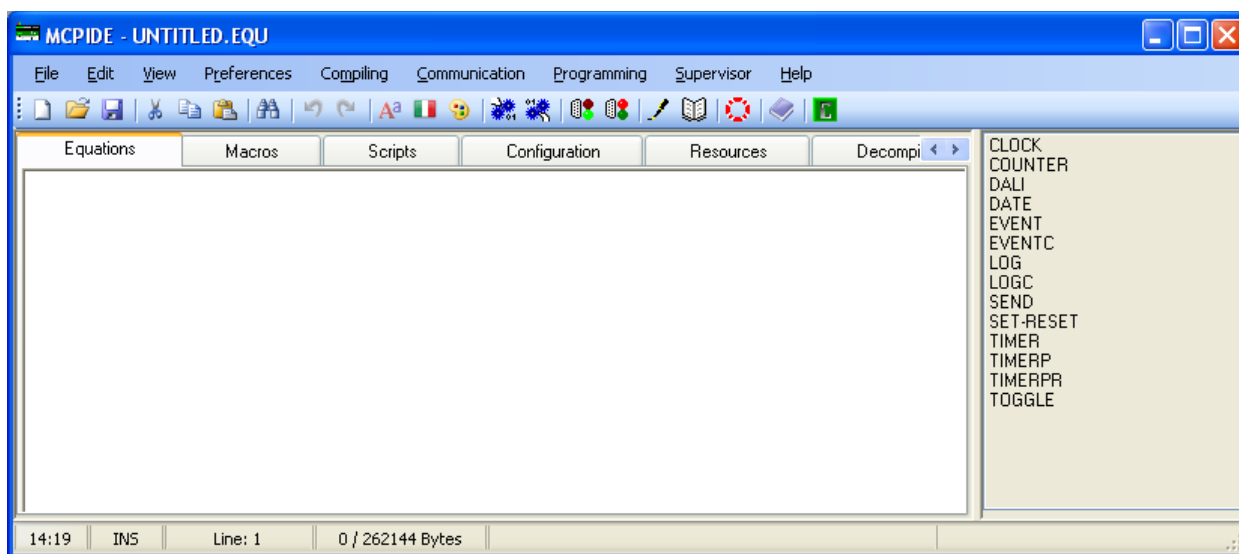 MCPIDE - UNTITLED.EQU
File Edit View Preferences Compiling Communication Programming Supervisor Help
Equations Macros Scripts Configuration Resources Decompi
CLOCK
COUNTER
DALI
DATE
EVENT
EVENTC
LOG
LOGC
SEND
SET-RESET
TIMER
TIMERP
TIMERPR
TOGGLE
14:19 INS Line: 1 0 / 262144 Bytes